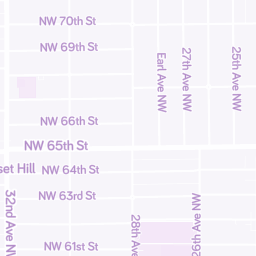 NW 70th St
NW 69th St
Earl Ave NW
27th Ave NW
25th Ave NW
NW 66th St
NW 65th St
set Hill
NW 64th St
NW 63rd St
32nd Ave NW
28th Ave
26th Ave NW
NW 61st St